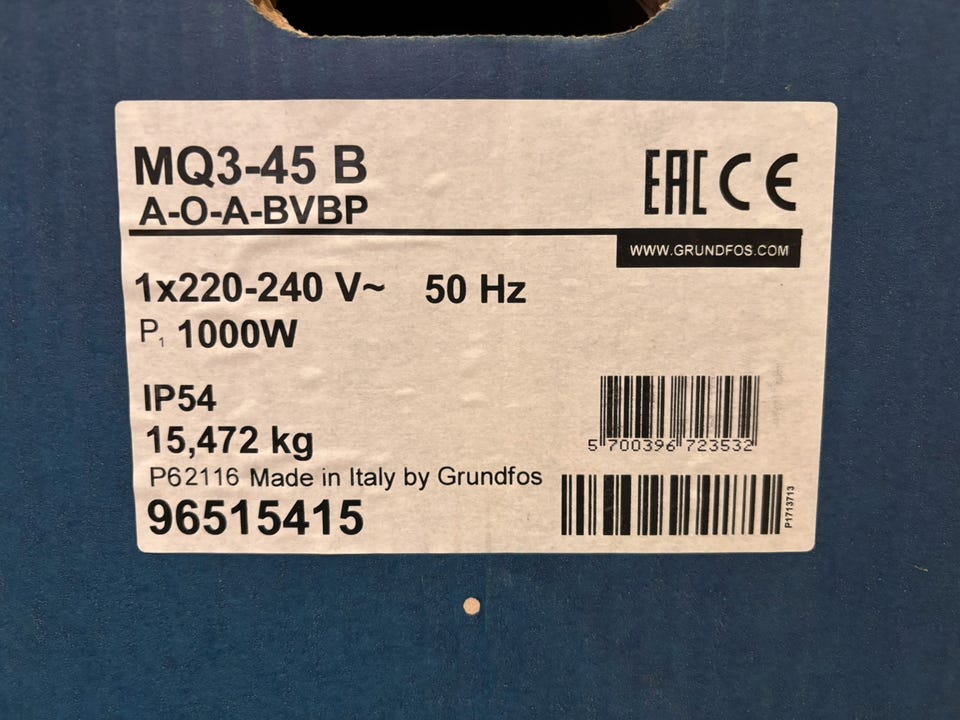 MQ3-45 B
A-O-A-BVBP
EAC CE
WWW.GRUNDFOS.COM
1x220-240 V~ 50 Hz
P1 1000W
IP54
15,472 kg
5 700396 723532
P62116 Made in Italy by Grundfos
96515415
P1713713